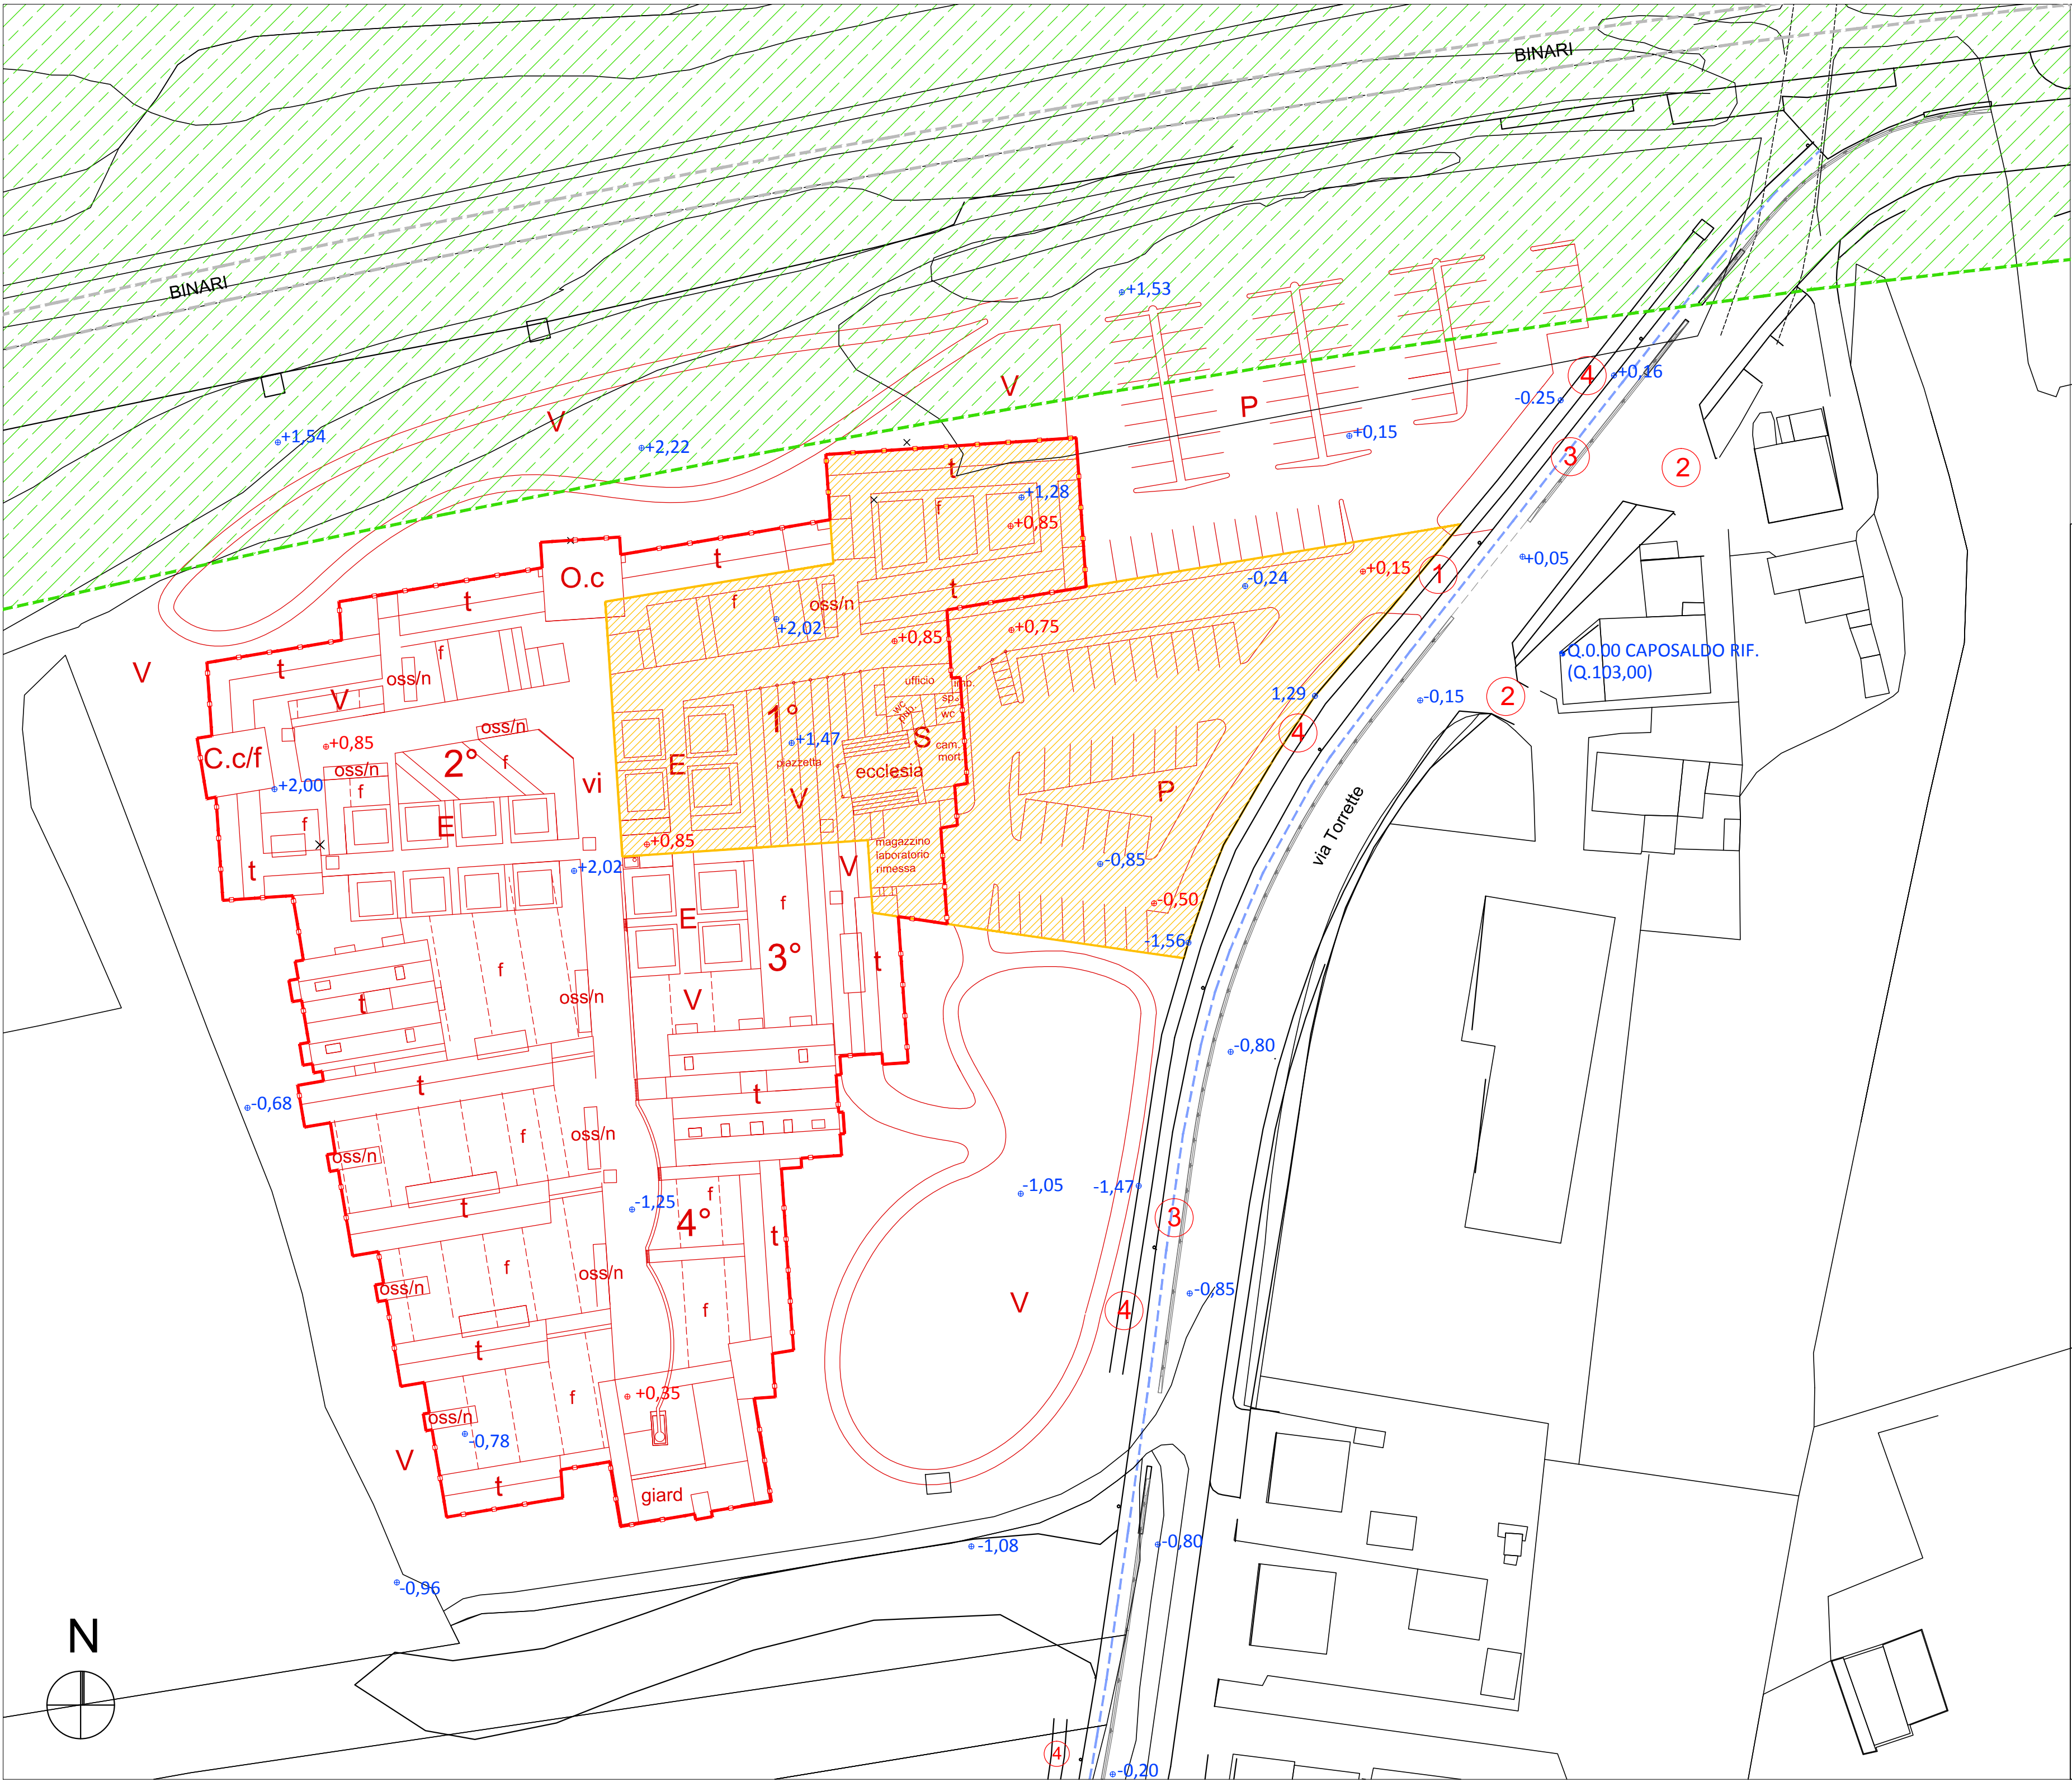 BINARI
BINARI
+1,53
4
+0,16
-0.25
V
V
P
+1,54
+2,22
+0,15
3
2
t
+1,28
f
+0,85
+0,05
t
O.c
+0,15
1
-0,24
t
f
oss/n
t
+2,02
+0,85
+0,75
Q.0.00 CAPOSALDO RIF.
(Q.103,00)
V
t
f
oss/n
ufficio
V
1,29
-0,15
2
sp.
wc
1°
oss/n
4
S
+0,85
+1,47
cam.
mort.
C.c/f
2°
f
piazzetta
E
ecclesia
oss/n
vi
+2,00
f
V
P
f
E
+0,85
magazzino
laboratorio
rimessa
via Torrette
t
+2,02
V
-0,85
f
-0,50
E
3°
-1,56
f
t
oss/n
V
t
-0,80
t
t
-0,68
f
oss/n
oss/n
-1,25
f
-1,05
-1,47
3
t
4°
t
f
oss/n
oss/n
-0,85
f
V
4
t
f
+0,35
oss/n
-0,78
V
t
giard
-1,08
-0,80
-0,96
N
4
-0,20